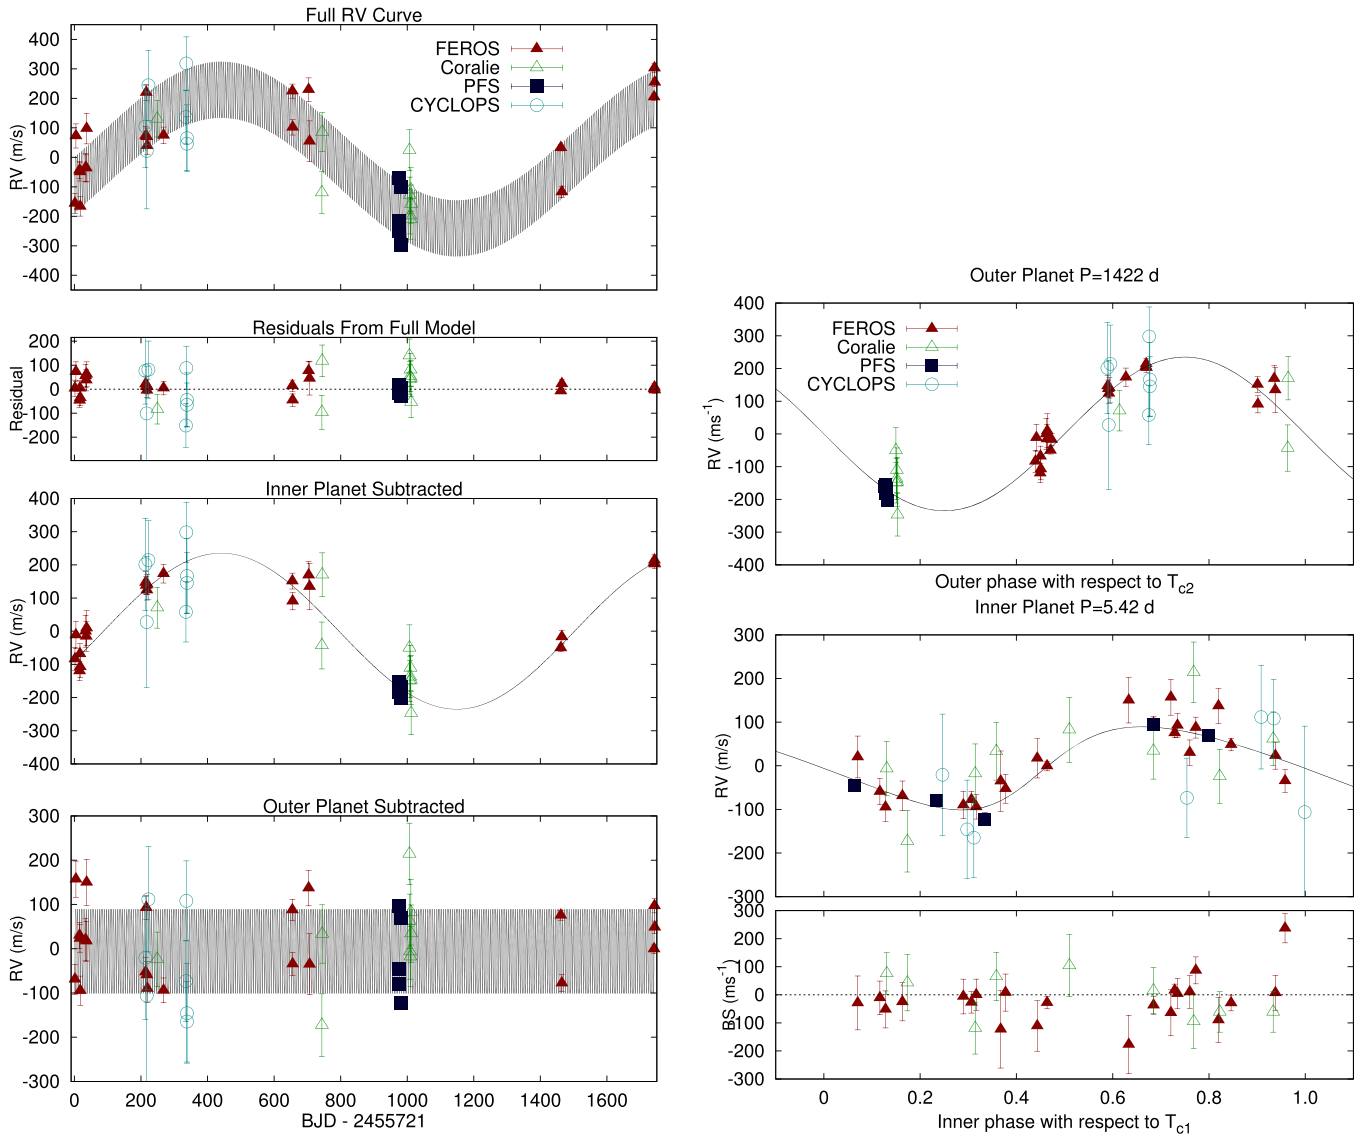 Full RV Curve
400
300
200
100
0
-100
-200
-300
-400
RV (m/s)
FEROS
Coralie
PFS
CYCLOPS
Residuals From Full Model
200
100
0
-100
-200
Residual
Inner Planet Subtracted
400
300
200
100
0
-100
-200
-300
-400
RV (m/s)
Outer Planet Subtracted
300
200
100
0
-100
-200
-300
RV (m/s)
0 200 400 600 800 1000 1200 1400 1600
BJD - 2455721
Outer Planet P=1422 d
400
300
200
100
0
-100
-200
-300
-400
RV (ms-1)
FEROS
Coralie
PFS
CYCLOPS
Outer phase with respect to Tc2
Inner Planet P=5.42 d
300
200
100
0
-100
-200
-300
RV (m/s)
300
200
100
0
-100
-200
-300
BS (ms-1)
0 0.2 0.4 0.6 0.8 1.0
Inner phase with respect to Tc1